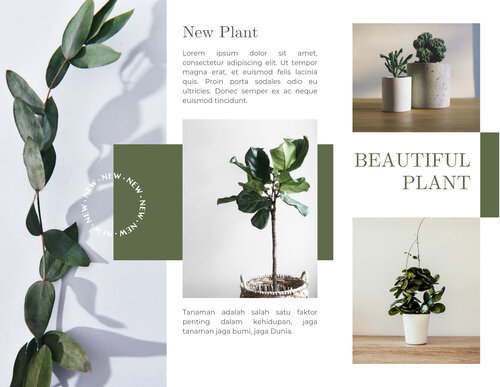 New Plant
Lorem ipsum dolor sit amet,
consectetur adipiscing elit. Ut tempor
magna erat, et euismod felis lacinia
quis. Proin sodales odio eu
ultricies. Donec semper ex ac neque
euismod tincidunt.
NEW • NEW • NEW • NEW • NEW •
BEAUTIFUL
PLANT
Tanaman adalah salah satu faktor
penting dalam kehidupan, jaga
tanaman jaga bumi, jaga Dunia.